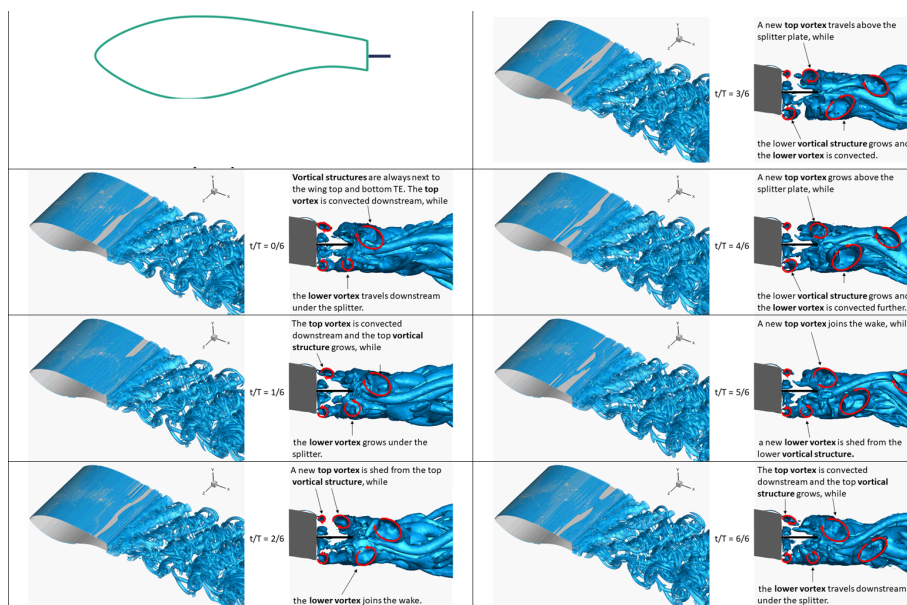 Vortical structures are always next to
the wing top and bottom TE. The top
vortex is convected downstream, while
t/T = 0/6
the lower vortex travels downstream
under the splitter.
The top vortex is convected
downstream and the top vortical
structure grows, while
t/T = 1/6
the lower vortex grows under the
splitter.
A new top vortex is shed from the top
vortical structure, while
t/T = 2/6
the lower vortex joins the wake.
A new top vortex travels above the
splitter plate, while
t/T = 3/6
the lower vortical structure grows and
the lower vortex is convected.
A new top vortex grows above the
splitter plate, while
t/T = 4/6
the lower vortical structure grows and
the lower vortex is convected further.
A new top vortex joins the wake, whil
t/T = 5/6
a new lower vortex is shed from the
lower vortical structure.
The top vortex is convected
downstream and the top vortical
structure grows, while
t/T = 6/6
the lower vortex travels downstream
under the splitter.